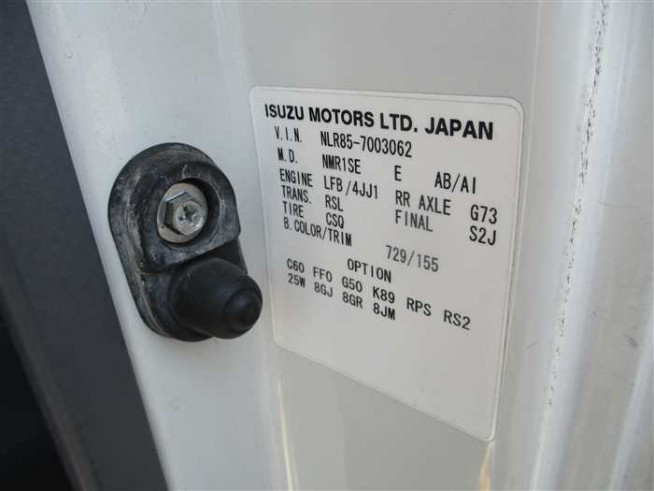 ISUZU MOTORS LTD. JAPAN
V.I.N. NLR85-7003062
M.D. NMR1SE E AB/AI
ENGINE LFB/4JJ1 RR AXLE G73
TRANS. RSL FINAL S2J
TIRE CSQ
B.COLOR/TRIM 729/155
OPTION
C60 FF0 G50 K89 RPS RS2
25W 8GJ 8GR 8JM